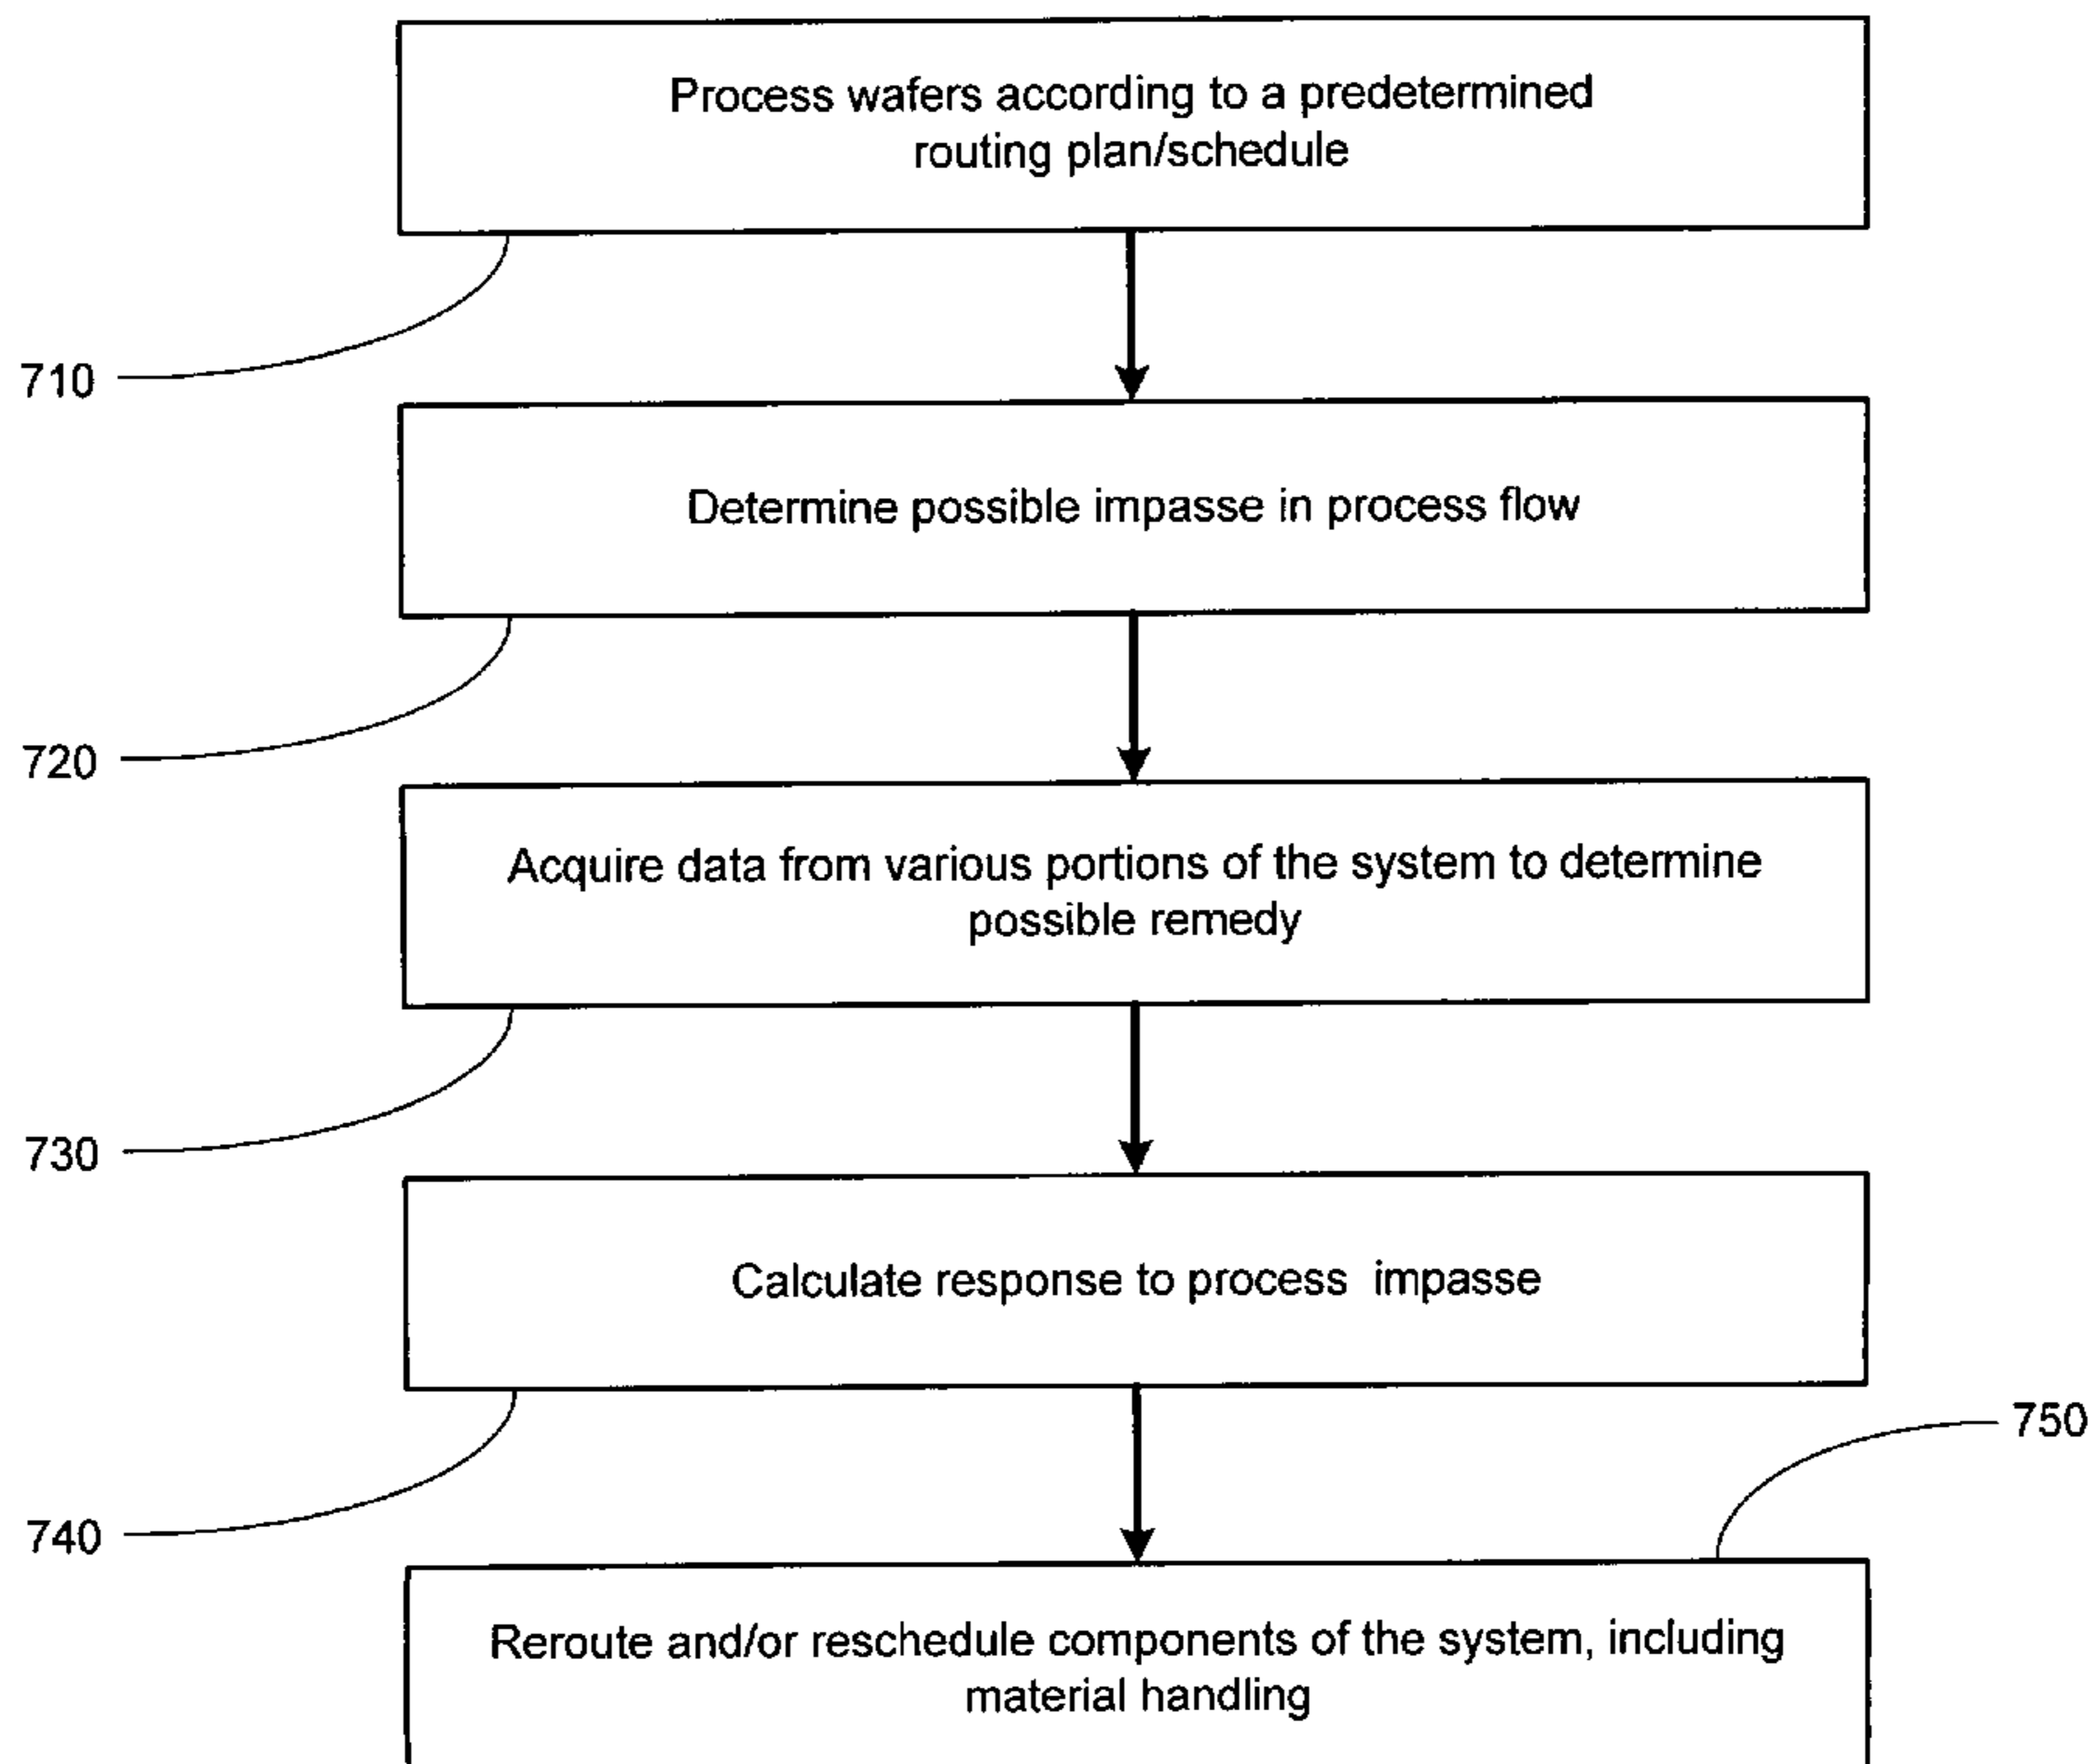 Process wafers according to a predetermined
routing plan/schedule
710
Determine possible impasse in process flow
720
Acquire data from various portions of the system to determine
possible remedy
730
Calculate response to process impasse
740
750
Reroute and/or reschedule components of the system, including
material handling